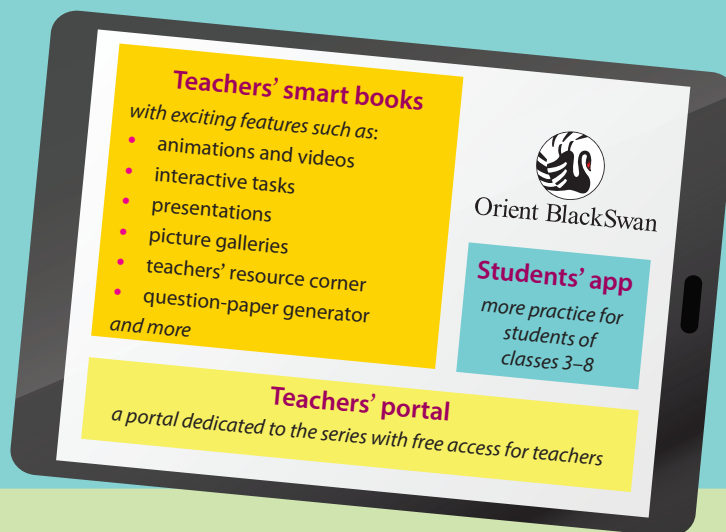 Teachers’ smart books
with exciting features such as:
• animations and videos
• interactive tasks
• presentations
• picture galleries
• teachers’ resource corner
• question-paper generator
and more
Orient BlackSwan
Students’ app
more practice for
students of
classes 3–8
Teachers’ portal
a portal dedicated to the series with free access for teachers